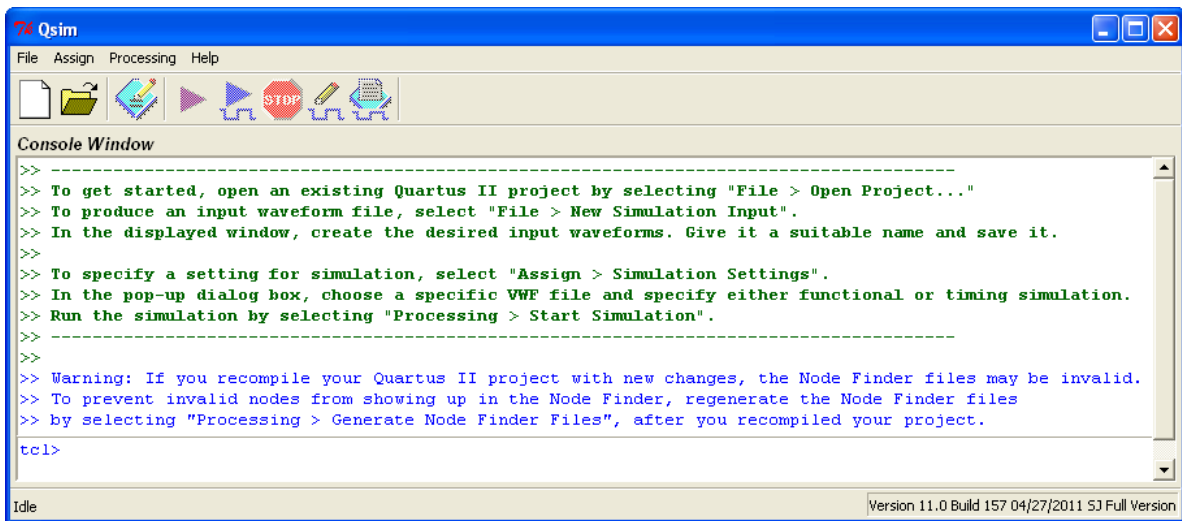 Qsim
File Assign Processing Help
STOP
Console Window
>> ---------------------------------------------------------------------------------------
>> To get started, open an existing Quartus II project by selecting "File > Open Project..."
>> To produce an input waveform file, select "File > New Simulation Input".
>> In the displayed window, create the desired input waveforms. Give it a suitable name and save it.
>>
>> To specify a setting for simulation, select "Assign > Simulation Settings".
>> In the pop-up dialog box, choose a specific VWF file and specify either functional or timing simulation.
>> Run the simulation by selecting "Processing > Start Simulation".
>> ---------------------------------------------------------------------------------------
>>
>> Warning: If you recompile your Quartus II project with new changes, the Node Finder files may be invalid.
>> To prevent invalid nodes from showing up in the Node Finder, regenerate the Node Finder files
>> by selecting "Processing > Generate Node Finder Files", after you recompiled your project.
tcl>
Idle Version 11.0 Build 157 04/27/2011 SJ Full Version